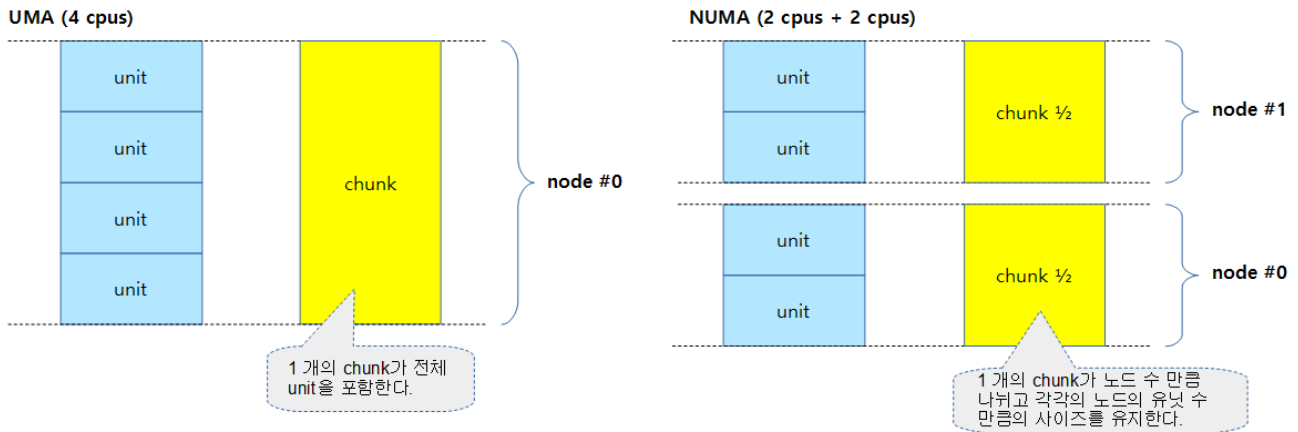 UMA (4 cpus)
unit
unit
unit
unit
chunk
node #0
1 개의 chunk가 전체
unit을 포함한다.
NUMA (2 cpus + 2 cpus)
unit
unit
chunk ½
node #1
unit
unit
chunk ½
node #0
1 개의 chunk가 노드 수 만큼
나뉘고 각각의 노드의 유닛 수
만큼의 사이즈를 유지한다.